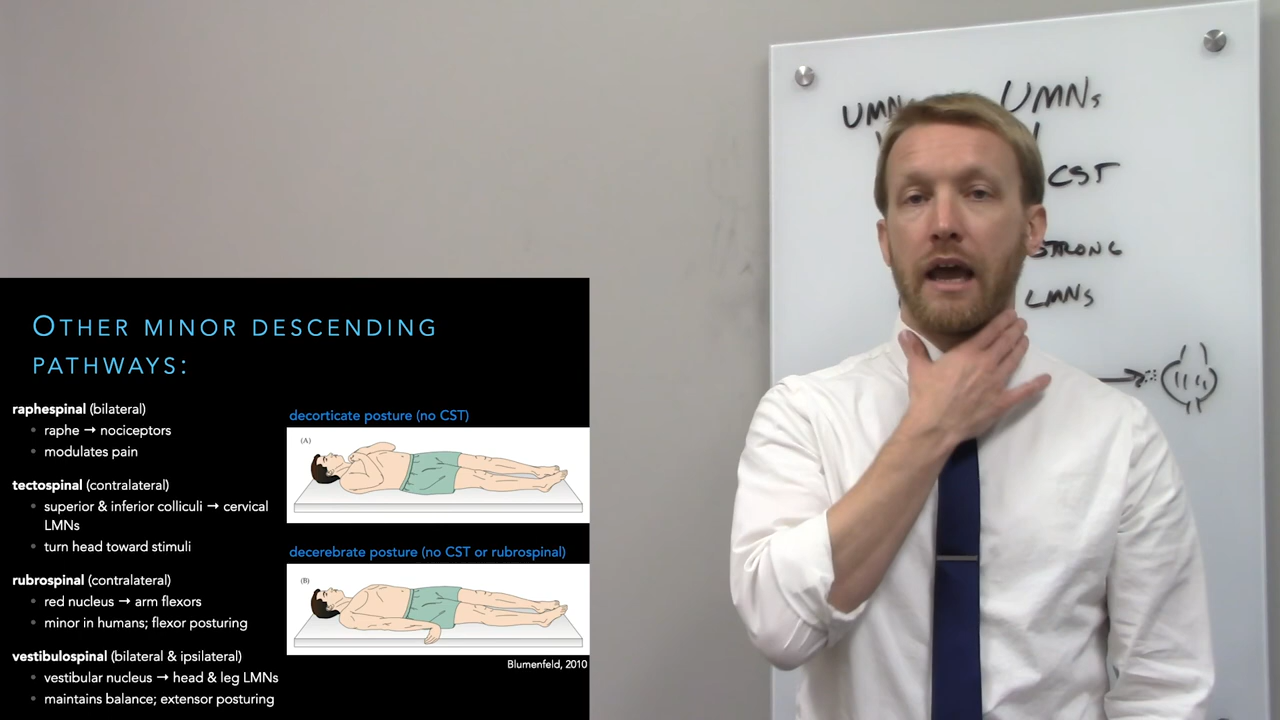 OTHER MINOR DESCENDING
PATHWAYS:
raphespinal (bilateral)
• raphe → nociceptors
• modulates pain
tectospinal (contralateral)
• superior & inferior colliculi → cervical
LMNs
• turn head toward stimuli
rubrospinal (contralateral)
• red nucleus → arm flexors
• minor in humans; flexor posturing
vestibulospinal (bilateral & ipsilateral)
• vestibular nucleus → head & leg LMNs
• maintains balance; extensor posturing
decorticate posture (no CST)
(A)
decerebrate posture (no CST or rubrospinal)
(B)
Blumenfeld, 2010
UMN
UMNs
CST
STRONG
LMNs